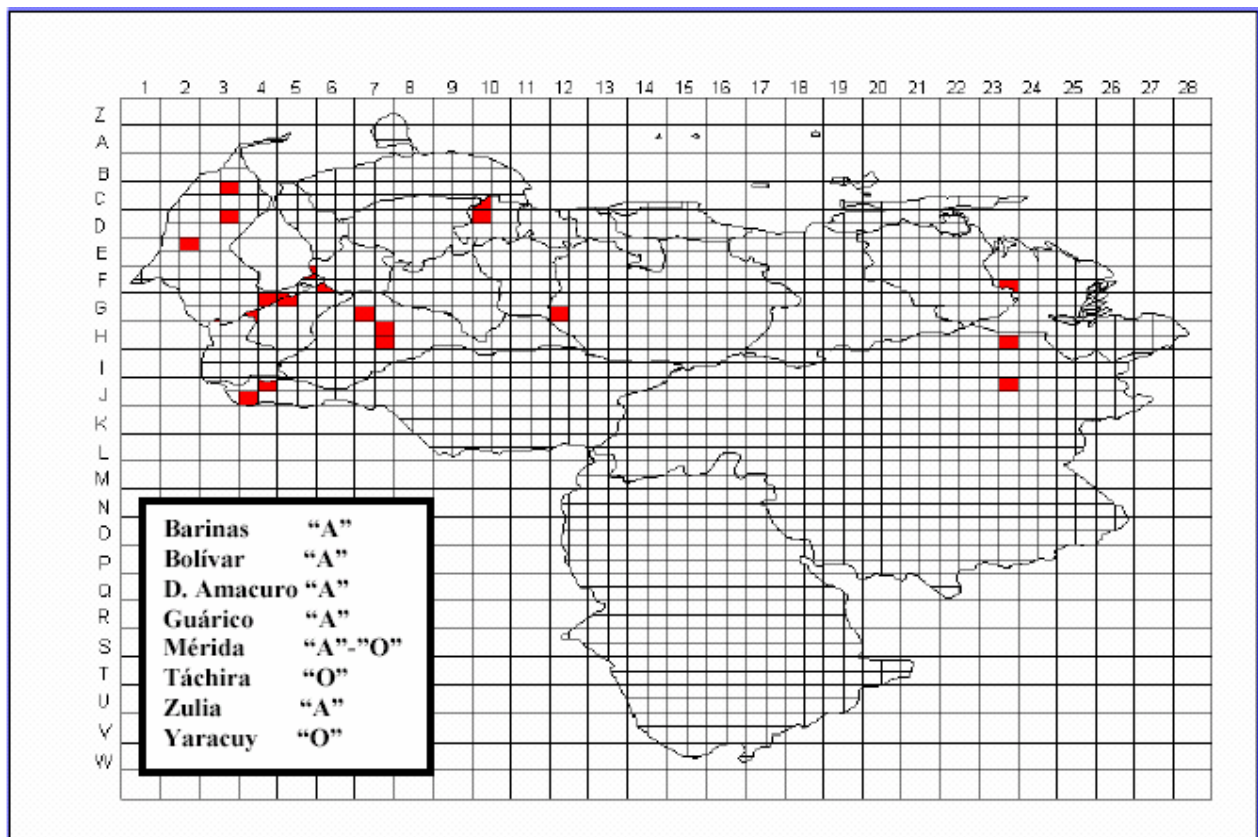 1 2 3 4 5 6 7 8 9 10 11 12 13 14 15 16 17 18 19 20 21 22 23 24 25 26 27 28
Z
A
B
C
D
E
F
G
H
I
J
K
L
M
N
O
P
Q
R
S
T
U
V
W
Barinas “A”
Bolívar “A”
D. Amacuro “A”
Guárico “A”
Mérida “A”-”O”
Táchira “O”
Zulia “A”
Yaracuy “O”